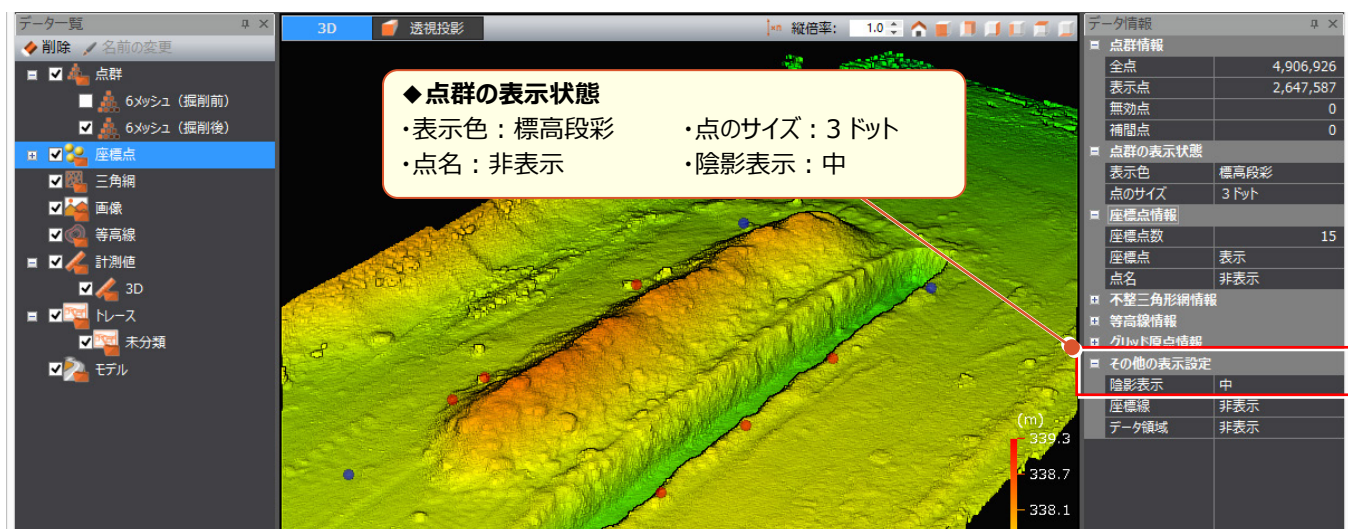 データ一覧
削除 名前の変更
点群
6メッシュ（掘削前）
6メッシュ（掘削後）
座標点
三角網
画像
等高線
計測値
3D
トレース
未分類
モデル
3D 透視投影 縦倍率: 1.0
◆点群の表示状態
・表示色：標高段彩 ・点のサイズ：3 ドット
・点名：非表示 ・陰影表示：中
(m)
339.3
338.7
338.1
データ情報
点群情報
全点 4,906,926
表示点 2,647,587
無効点 0
補間点 0
点群の表示状態
表示色 標高段彩
点のサイズ 3ドット
座標点情報
座標点数 15
座標点 表示
点名 非表示
不整三角形網情報
等高線情報
グリッド原点情報
その他の表示設定
陰影表示 中
座標線 非表示
データ領域 非表示